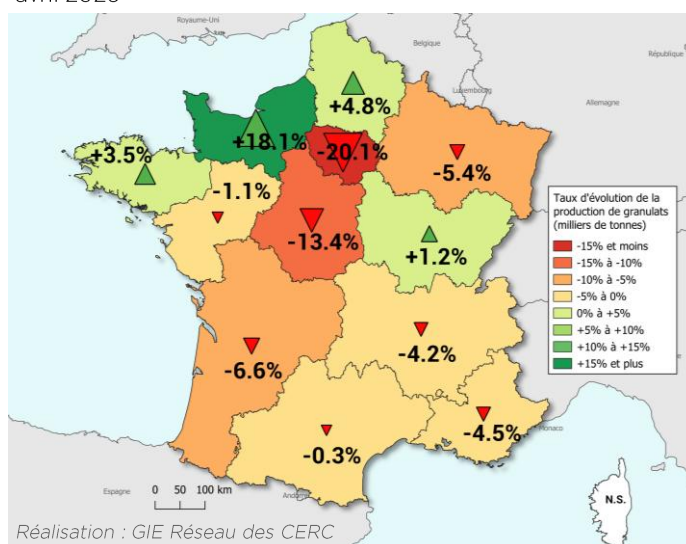 Royaume-Uni
Belgique
République
Luxembourg
Allemagne
+4.8%
+18.1%
-20.1%
+3.5%
-5.4%
-1.1%
-13.4%
+1.2%
Taux d'évolution de la
production de granulats
(milliers de tonnes)
-15% et moins
-15% à -10%
-10% à -5%
-5% à 0%
0% à +5%
+5% à +10%
+10% à +15%
+15% et plus
-6.6%
-4.2%
-4.5%
Monaco
-0.3%
Espagne
0 50 100 km
N.S.
Réalisation : GIE Réseau des CERC